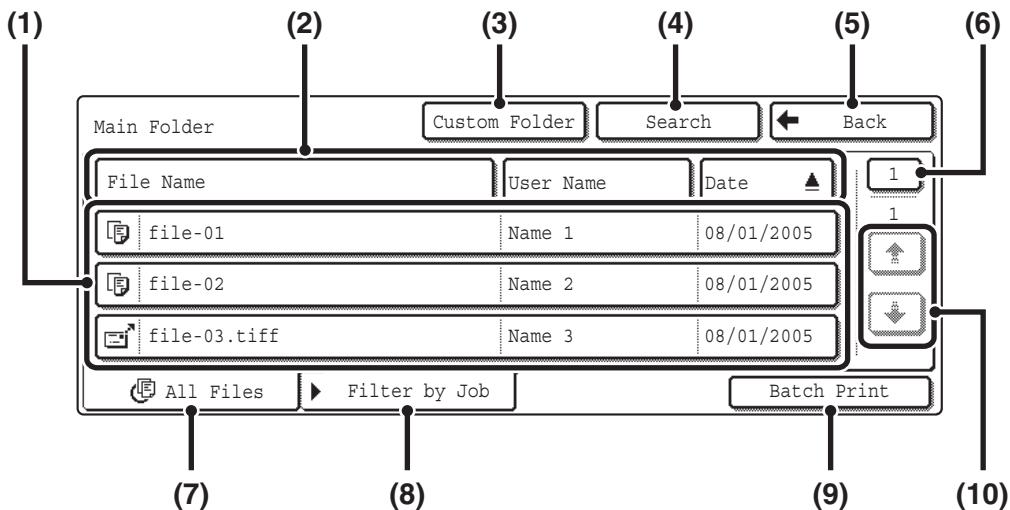 (1) (2) (3) (4) (5) (6)
Main Folder Custom Folder Search Back
File Name User Name Date 1
1
file-01 Name 1 08/01/2005
file-02 Name 2 08/01/2005
file-03.tiff Name 3 08/01/2005
All Files Filter by Job Batch Print
(7) (8) (9) (10)